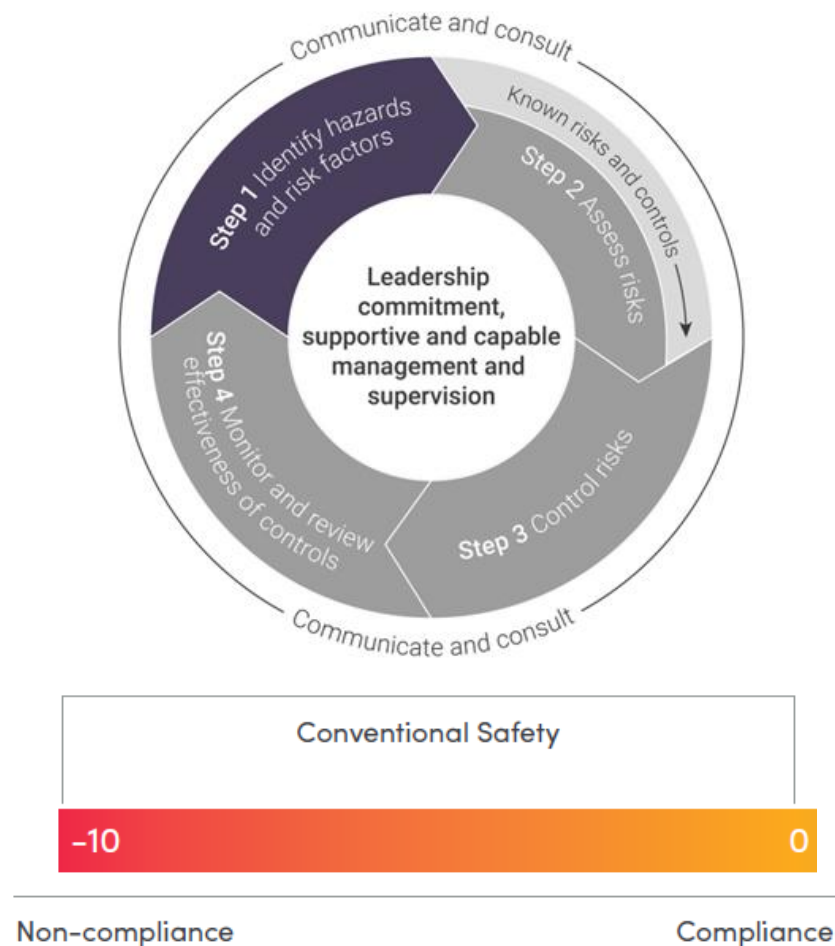 Communicate and consult
Step 1 Identify hazards
and risk factors
Known risks and controls
Step 2 Assess risks
Leadership
commitment,
supportive and capable
management and
supervision
Step 3 Control risks
Step 4 Monitor and review
effectiveness of controls
Communicate and consult
Conventional Safety
-10
0
Non-compliance
Compliance